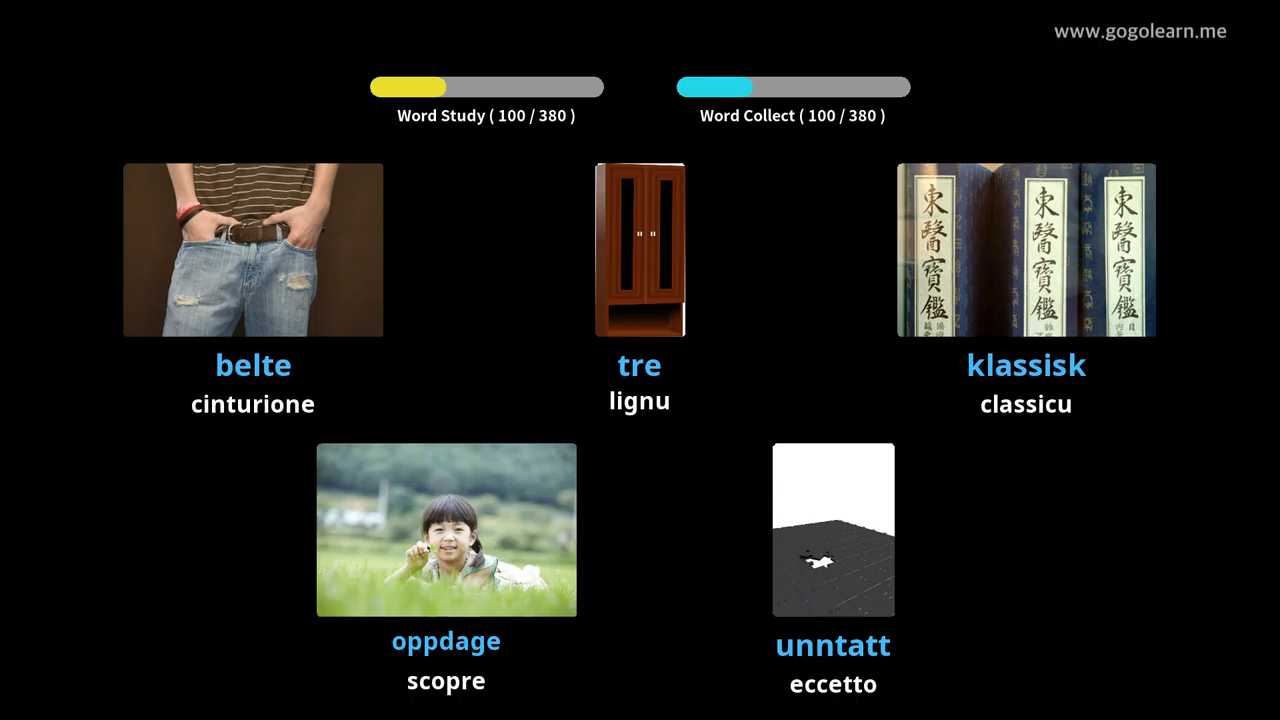 www.gogolearn.me
Word Study ( 100 / 380 )
Word Collect ( 100 / 380 )
東醫寶鑑
東醫寶鑑
東醫寶鑑
belte
cinturione
tre
lignu
klassisk
classicu
oppdage
scopre
unntatt
eccetto